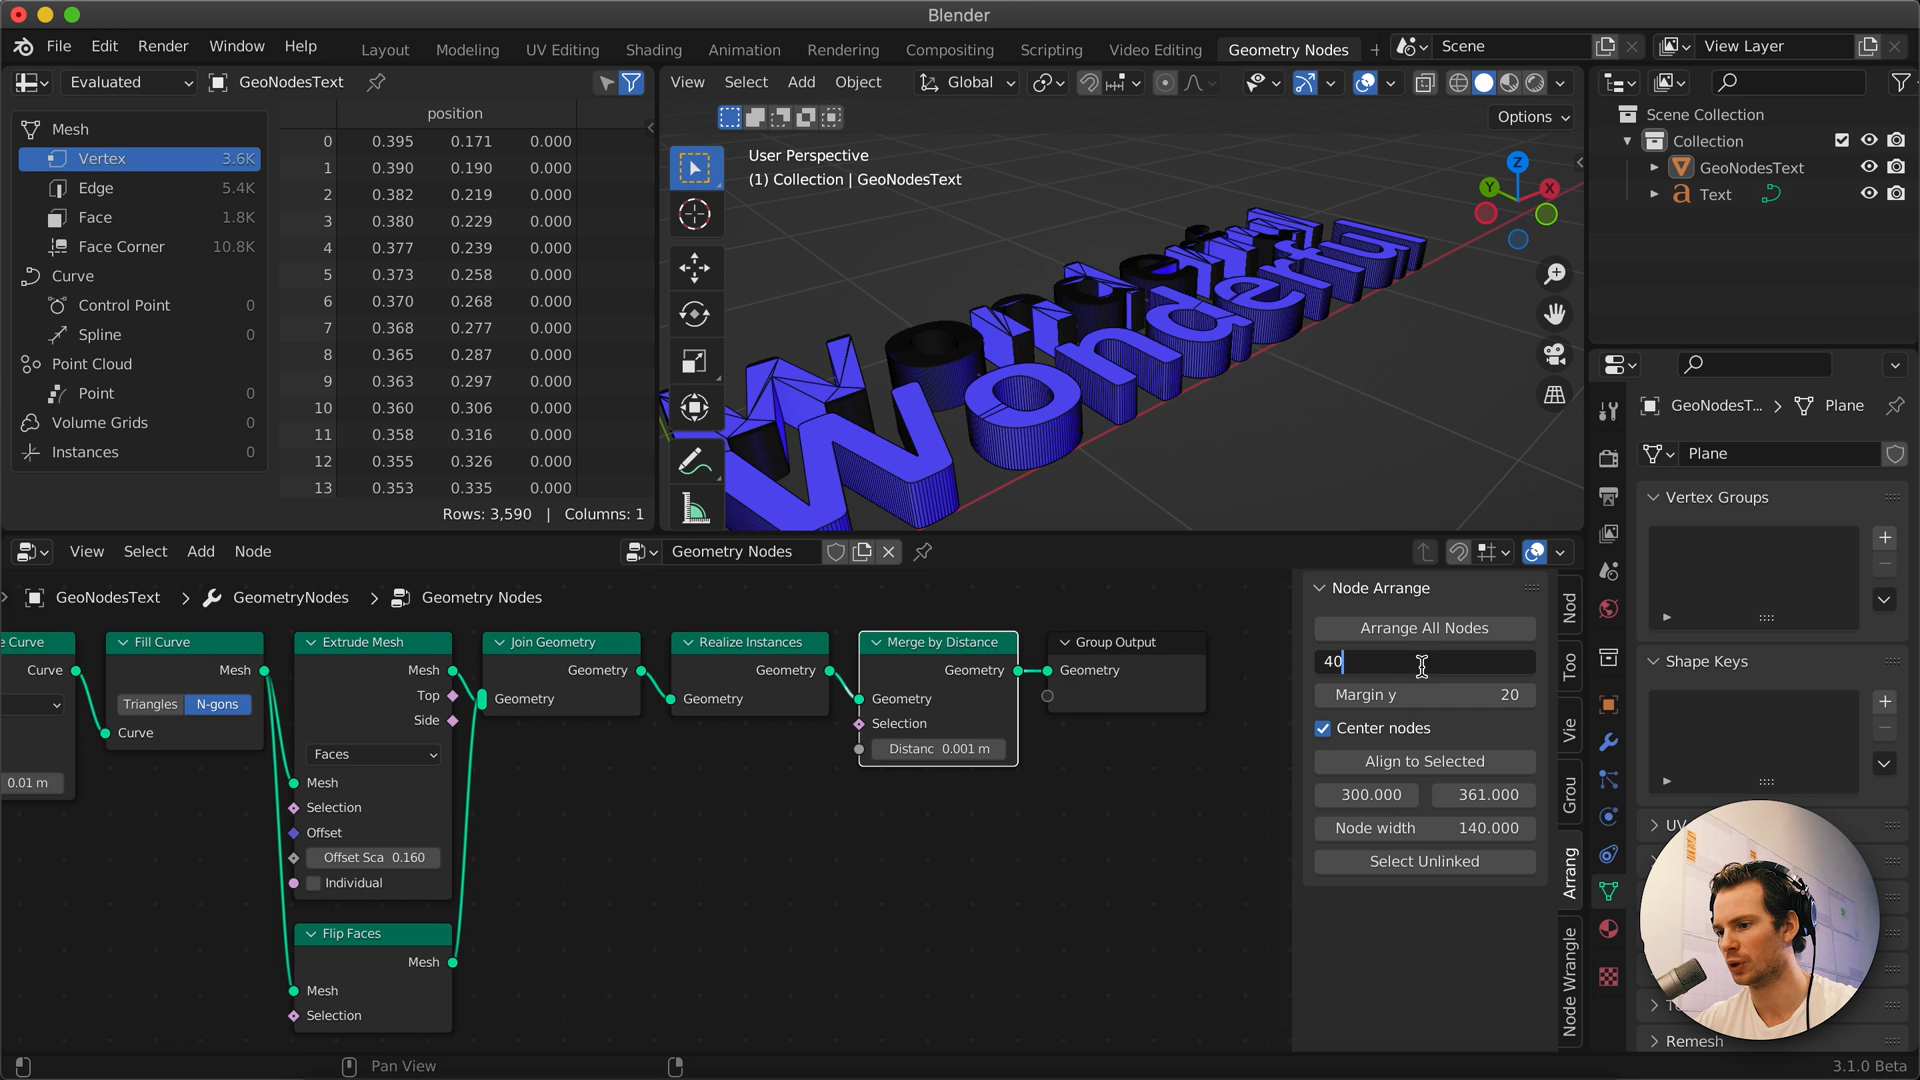 Blender
File Edit Render Window Help
Layout Modeling UV Editing Shading Animation Rendering Compositing Scripting Video Editing Geometry Nodes +
Scene
View Layer
Evaluated
GeoNodesText
View Select Add Object
Global
Options
position
Mesh
Vertex 3.6K
Edge 5.4K
Face 1.8K
Face Corner 10.8K
Curve
Control Point 0
Spline 0
Point Cloud
Point 0
Volume Grids 0
Instances 0
0 0.395 0.171 0.000
1 0.390 0.190 0.000
2 0.382 0.219 0.000
3 0.380 0.229 0.000
4 0.377 0.239 0.000
5 0.373 0.258 0.000
6 0.370 0.268 0.000
7 0.368 0.277 0.000
8 0.365 0.287 0.000
9 0.363 0.297 0.000
10 0.360 0.306 0.000
11 0.358 0.316 0.000
12 0.355 0.326 0.000
13 0.353 0.335 0.000
Rows: 3,590 | Columns: 1
User Perspective
(1) Collection | GeoNodesText
Z
Y
X
Wonderful
Scene Collection
Collection
GeoNodesText
a Text
GeoNodesT... > Plane
Plane
Vertex Groups
Shape Keys
UV
Remesh
View Select Add Node
Geometry Nodes
GeoNodesText > GeometryNodes > Geometry Nodes
e Curve
Curve
0.01 m
Fill Curve
Mesh
Triangles N-gons
Curve
Extrude Mesh
Mesh
Top
Side
Faces
Mesh
Selection
Offset
Offset Sca 0.160
Individual
Flip Faces
Mesh
Mesh
Selection
Join Geometry
Geometry
Geometry
Realize Instances
Geometry
Geometry
Merge by Distance
Geometry
Geometry
Selection
Distanc 0.001 m
Group Output
Geometry
Node Arrange
Arrange All Nodes
40
Margin y 20
Center nodes
Align to Selected
300.000 361.000
Node width 140.000
Select Unlinked
Nod
Too
Vie
Grou
Arrang
Node Wrangle
Pan View
3.1.0 Beta